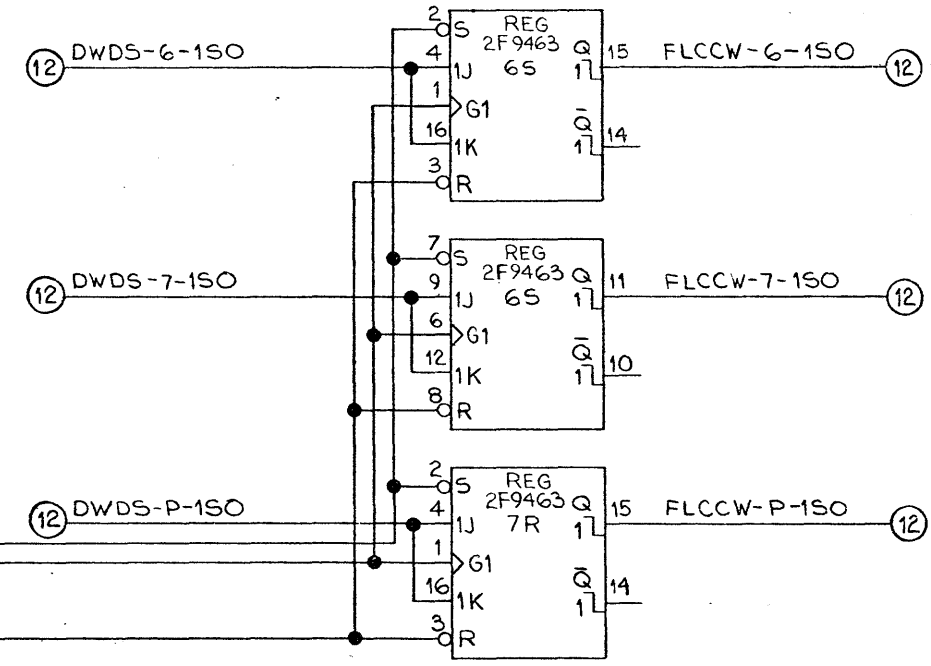 2 S REG
2F9463
12 DWDS-6-1SO 4 1J 6S Q 1 15 FLCCW-6-1SO 12
1 G1
16 1K Q̅ 1 14
3 R
7 S REG
2F9463
12 DWDS-7-1SO 9 1J 6S Q 1 11 FLCCW-7-1SO 12
6 G1
12 1K Q̅ 1 10
8 R
2 S REG
2F9463
12 DWDS-P-1SO 4 1J 7R Q 1 15 FLCCW-P-1SO 12
1 G1
16 1K Q̅ 1 14
3 R